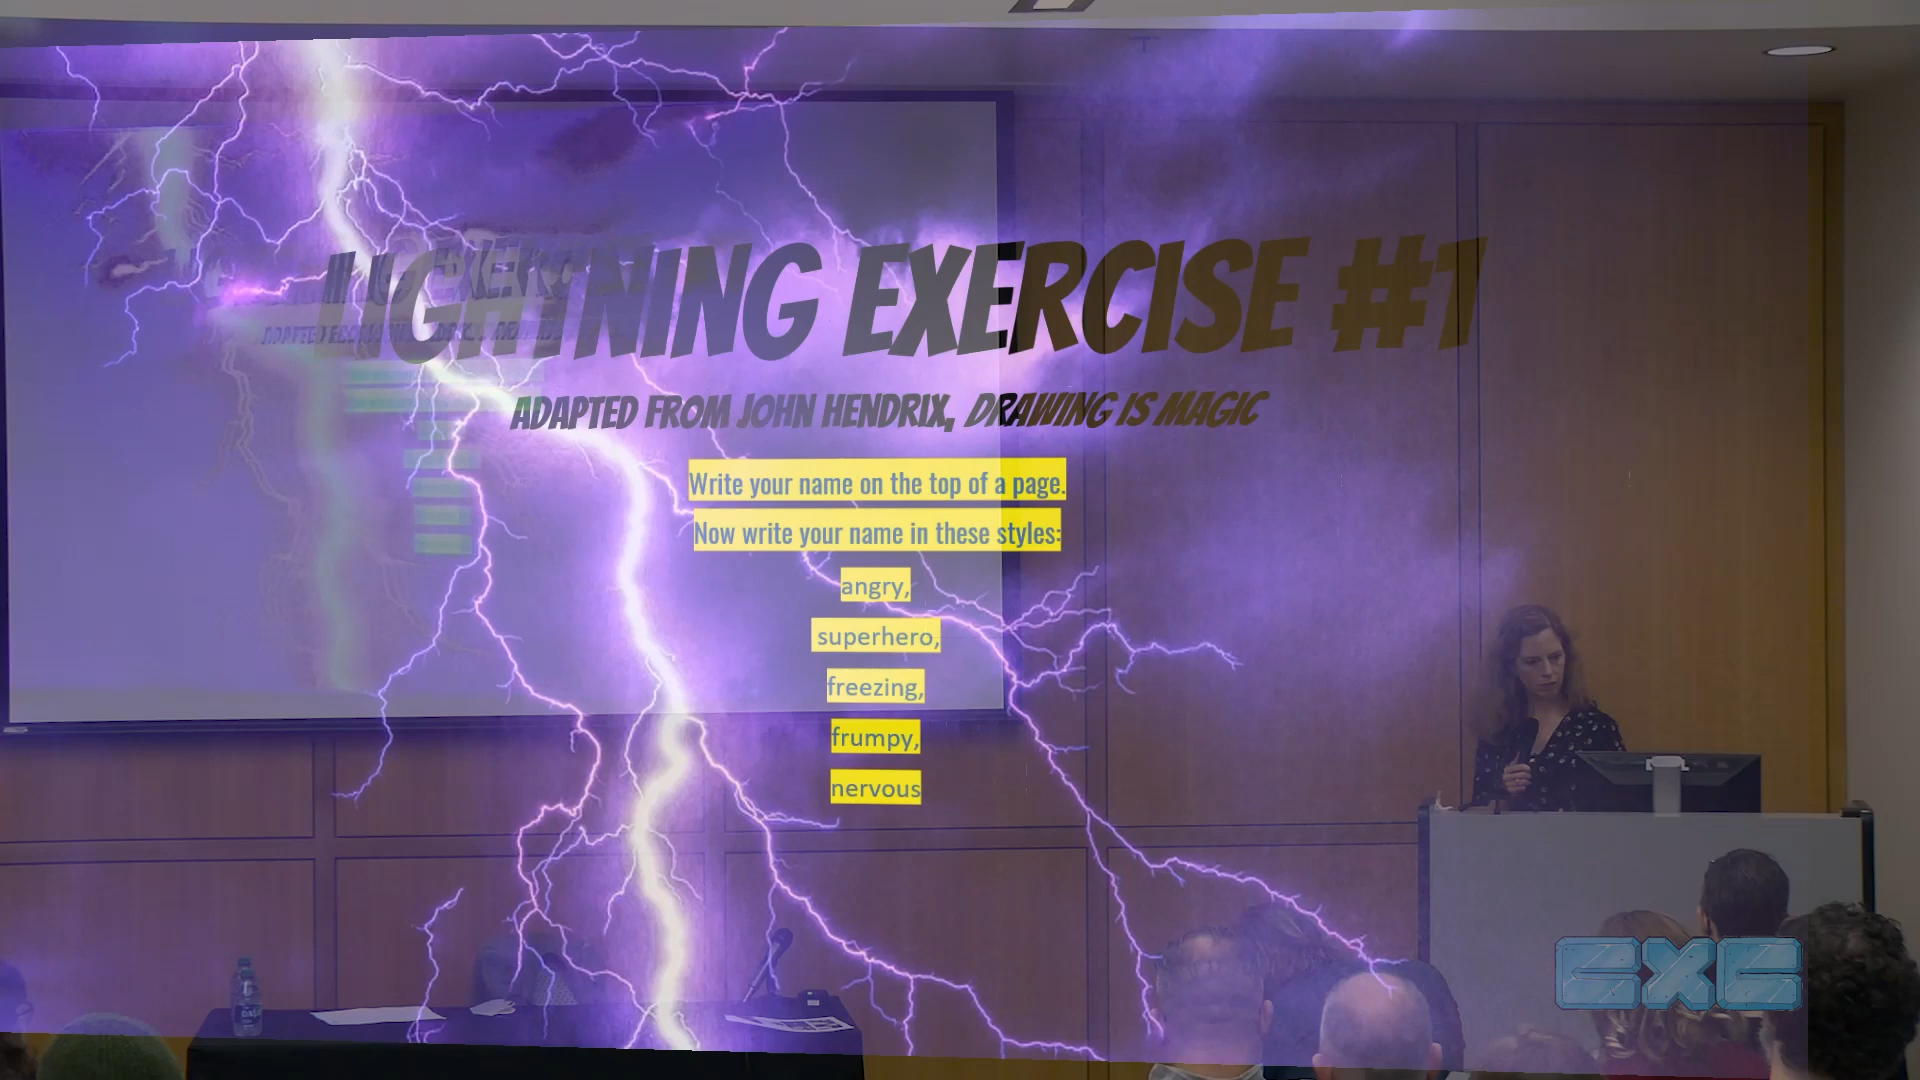 LIGHTNING EXERCISE #1
ADAPTED FROM JOHN HENDRIX, DRAWING IS MAGIC
Write your name on the top of a page.
Now write your name in these styles:
angry,
superhero,
freezing,
frumpy,
nervous
EXE